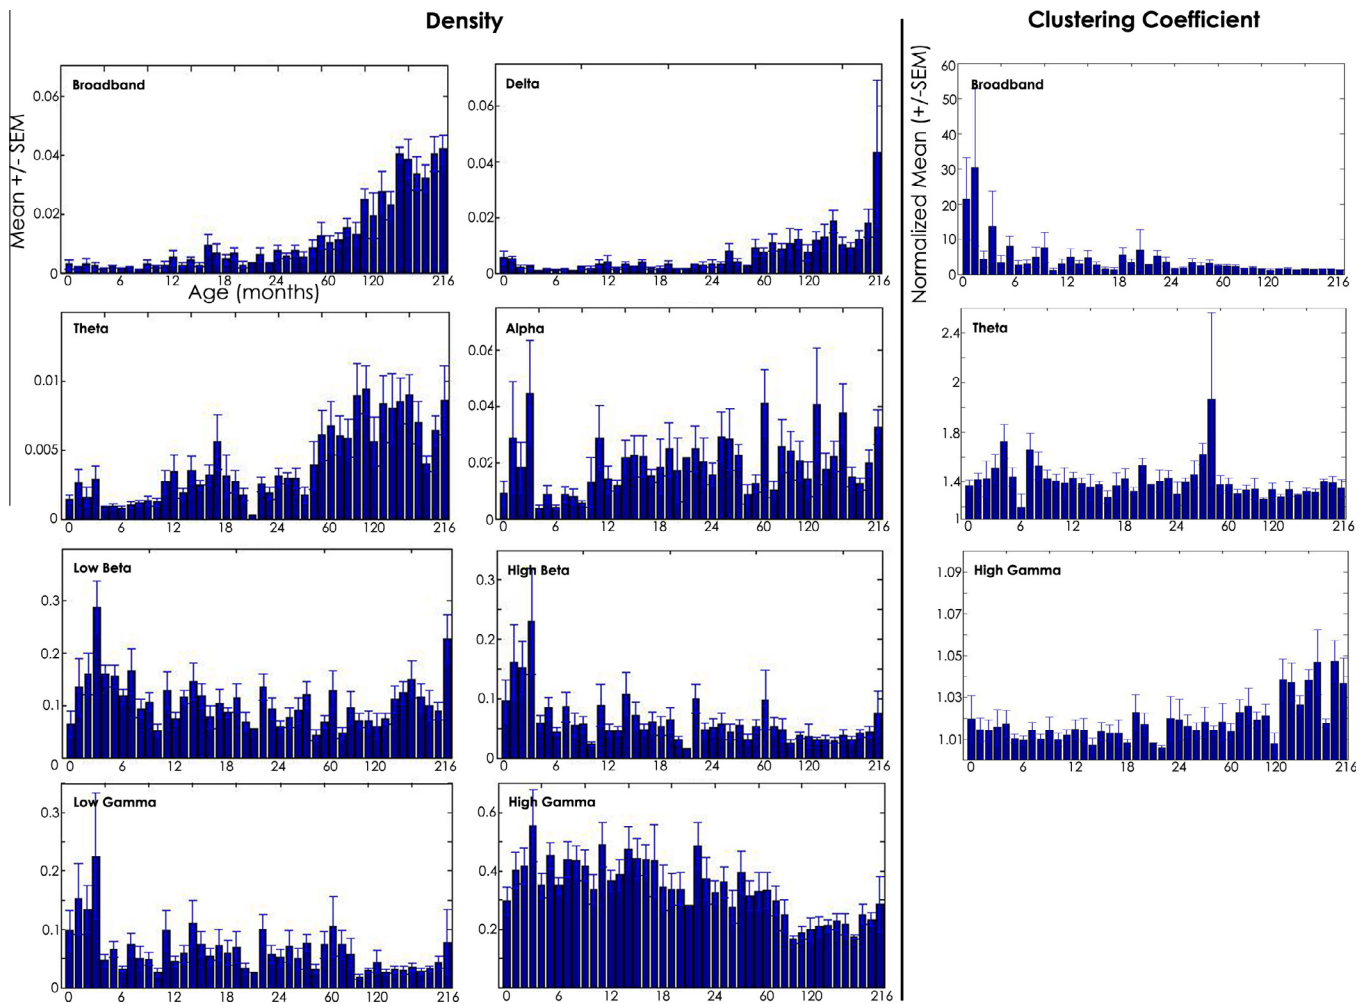 Density
Clustering Coefficient
Mean +/- SEM
Broadband
0.06
0.04
0.02
0
0 6 12 18 24 60 120 216
Age (months)
Delta
0.06
0.04
0.02
0
0 6 12 18 24 60 120 216
Normalized Mean (+/-SEM)
Broadband
60
50
40
30
20
10
0
0 6 12 18 24 60 120 216
Theta
0.01
0.005
0
0 6 12 18 24 60 120 216
Alpha
0.06
0.04
0.02
0
0 6 12 18 24 60 120 216
Theta
2.4
2
1.8
1.4
1
6 12 18 24 60 120 216
Low Beta
0.3
0.2
0.1
0
0 6 12 18 24 60 120 216
High Beta
0.3
0.2
0.1
0
0 6 12 18 24 60 120 216
High Gamma
1.09
1.07
1.05
1.03
1.01
0 6 12 18 24 60 120 216
Low Gamma
0.3
0.2
0.1
0
0 6 12 18 24 60 120 216
High Gamma
0.6
0.4
0.2
0 6 12 18 24 60 120 216